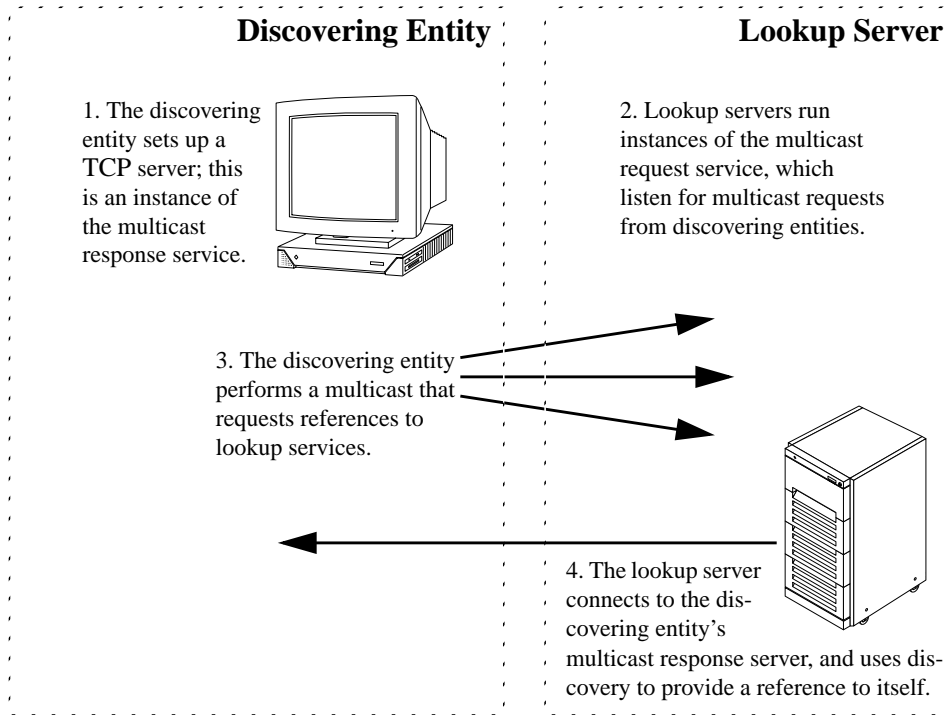 Discovering Entity
Lookup Server
1. The discovering
entity sets up a
TCP server; this
is an instance of
the multicast
response service.
2. Lookup servers run
instances of the multicast
request service, which
listen for multicast requests
from discovering entities.
3. The discovering entity
performs a multicast that
requests references to
lookup services.
4. The lookup server
connects to the dis-
covering entity's
multicast response server, and uses dis-
covery to provide a reference to itself.